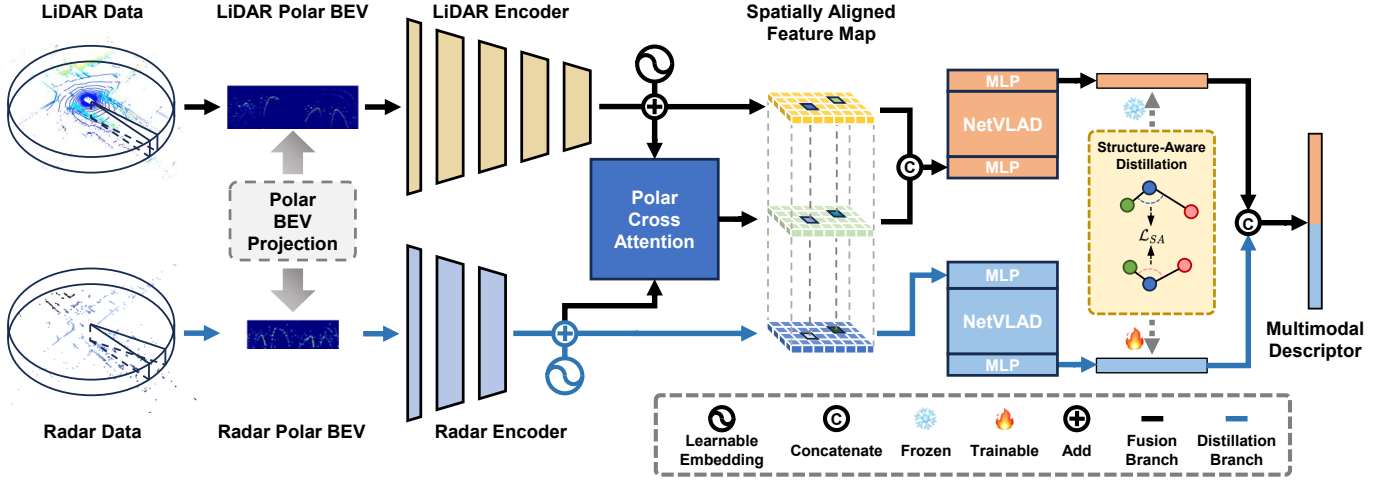 LiDAR Data
LiDAR Polar BEV
LiDAR Encoder
Spatially Aligned
Feature Map
Polar
BEV
Projection
Polar
Cross
Attention
MLP
NetVLAD
MLP
Structure-Aware
Distillation
L_SA
C
C
MLP
NetVLAD
MLP
Multimodal
Descriptor
Radar Data
Radar Polar BEV
Radar Encoder
C
Learnable
Embedding
Concatenate
Frozen
Trainable
Add
Fusion
Branch
Distillation
Branch